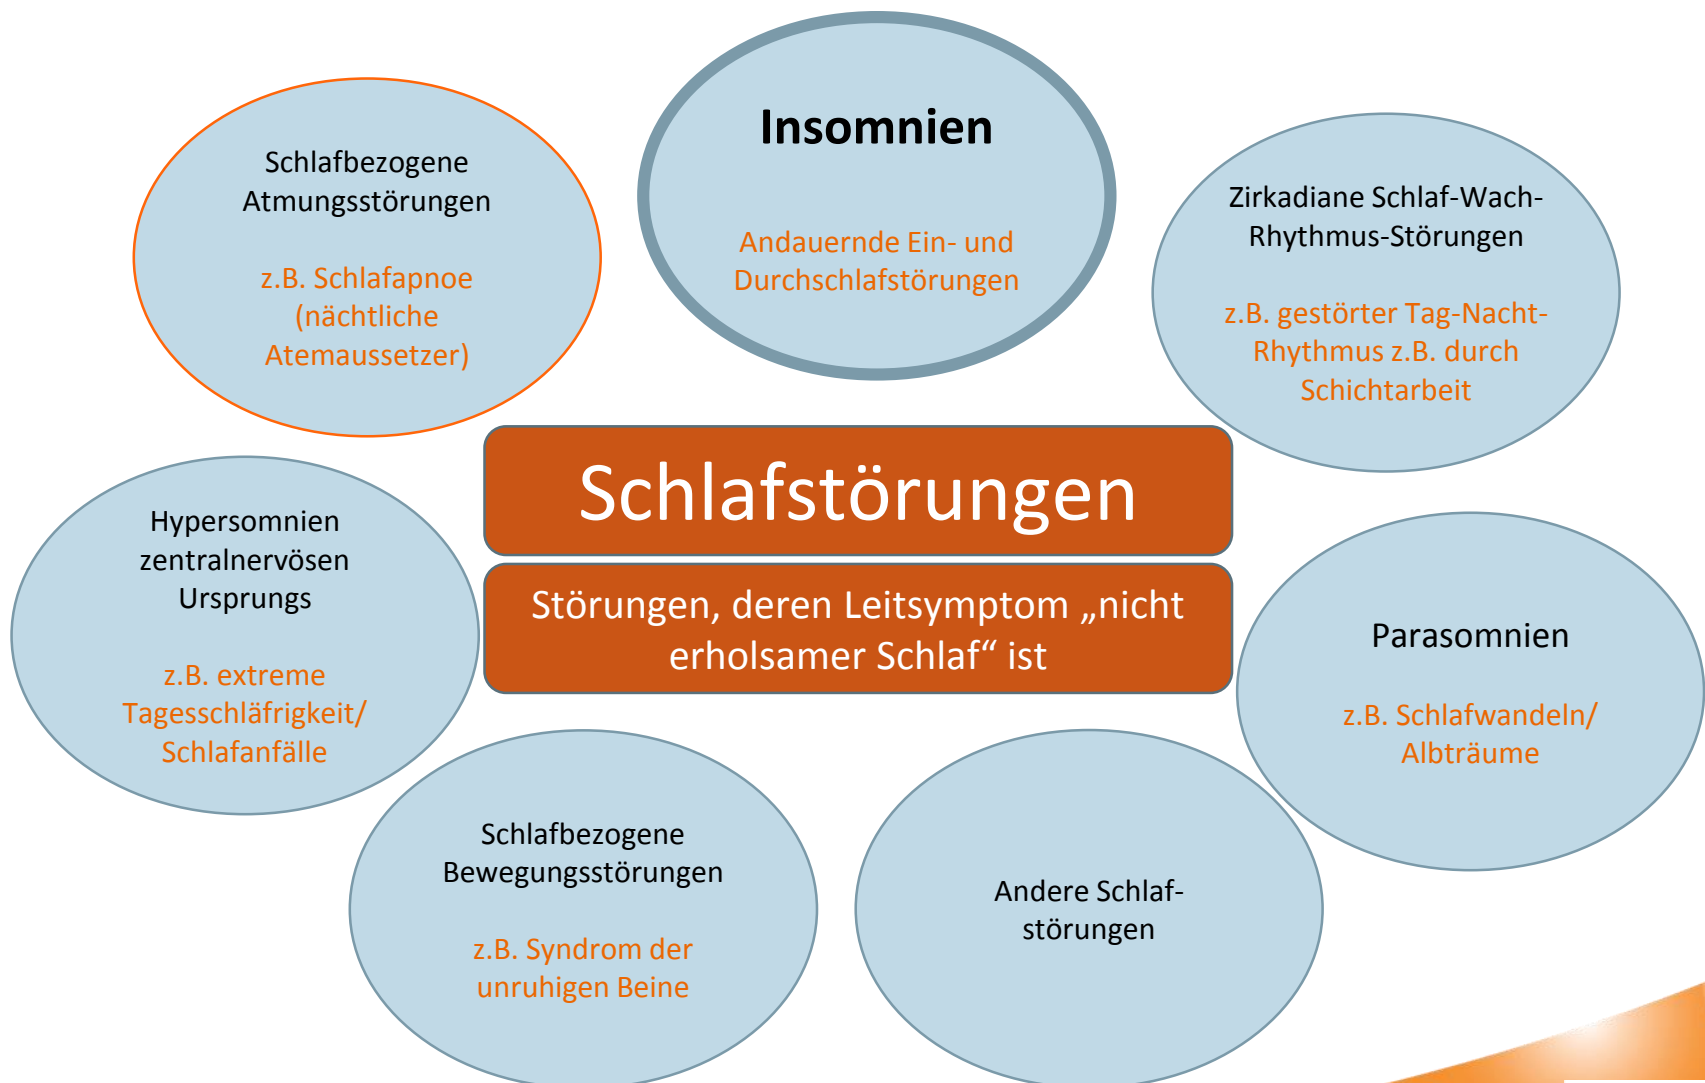 Insomnien
Andauernde Ein- und
Durchschlafstörungen
Schlafbezogene
Atmungsstörungen
z.B. Schlafapnoe
(nächtliche
Atemaussetzer)
Zirkadiane Schlaf-Wach-
Rhythmus-Störungen
z.B. gestörter Tag-Nacht-
Rhythmus z.B. durch
Schichtarbeit
Schlafstörungen
Störungen, deren Leitsymptom „nicht
erholsamer Schlaf“ ist
Hypersomnien
zentralnervösen
Ursprungs
z.B. extreme
Tagesschläfrigkeit/
Schlafanfälle
Parasomnien
z.B. Schlafwandeln/
Albträume
Schlafbezogene
Bewegungsstörungen
z.B. Syndrom der
unruhigen Beine
Andere Schlaf-
störungen